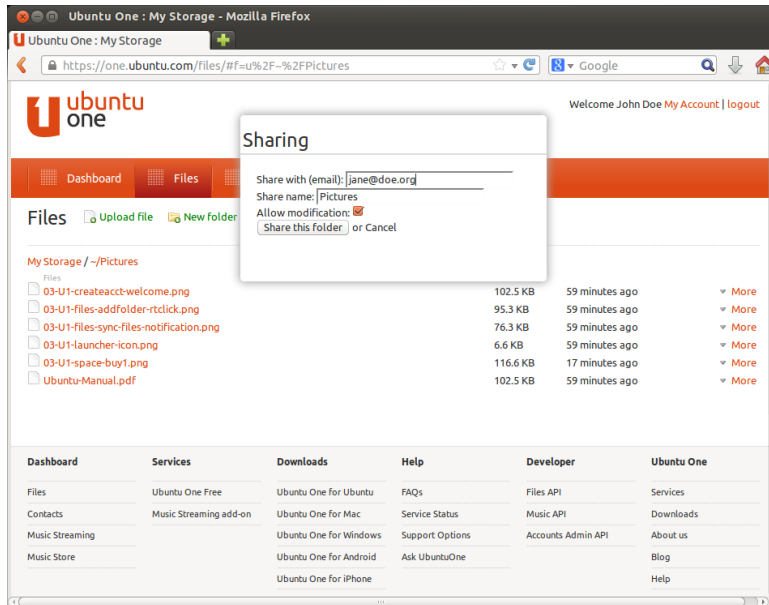 Ubuntu One : My Storage - Mozilla Firefox
Ubuntu One : My Storage
https://one.ubuntu.com/files/#f=u%2F~%2FPictures
Google
ubuntu
one
Welcome John Doe My Account | logout
Sharing
Dashboard
Files
Share with (email): jane@doe.org
Share name: Pictures
Allow modification:
Share this folder or Cancel
Files Upload file New folder
My Storage / ~/Pictures
Files
03-U1-createacct-welcome.png 102.5 KB 59 minutes ago More
03-U1-files-addfolder-rtclick.png 95.3 KB 59 minutes ago More
03-U1-files-sync-files-notification.png 76.3 KB 59 minutes ago More
03-U1-launcher-icon.png 6.6 KB 59 minutes ago More
03-U1-space-buy1.png 116.6 KB 17 minutes ago More
Ubuntu-Manual.pdf 102.5 KB 59 minutes ago More
Dashboard Services Downloads Help Developer Ubuntu One
Files Ubuntu One Free Ubuntu One for Ubuntu FAQs Files API Services
Contacts Music Streaming add-on Ubuntu One for Mac Service Status Music API Downloads
Music Streaming Ubuntu One for Windows Support Options Accounts Admin API About us
Music Store Ubuntu One for Android Ask UbuntuOne Blog
Ubuntu One for iPhone Help